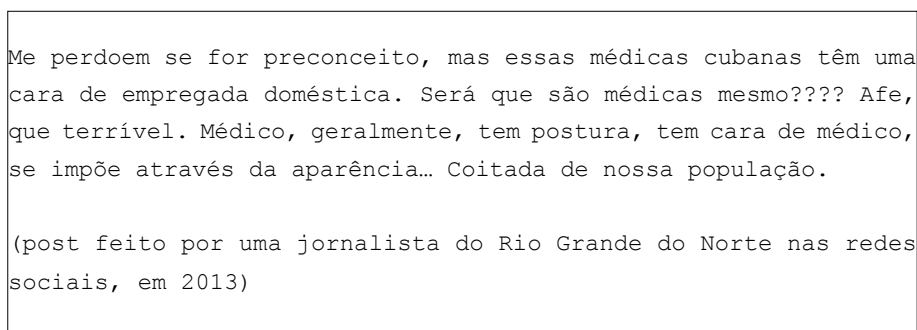 Me perdoem se for preconceito, mas essas médicas cubanas têm uma
cara de empregada doméstica. Será que são médicas mesmo???? Afe,
que terrível. Médico, geralmente, tem postura, tem cara de médico,
se impõe através da aparência… Coitada de nossa população.
(post feito por uma jornalista do Rio Grande do Norte nas redes
sociais, em 2013)